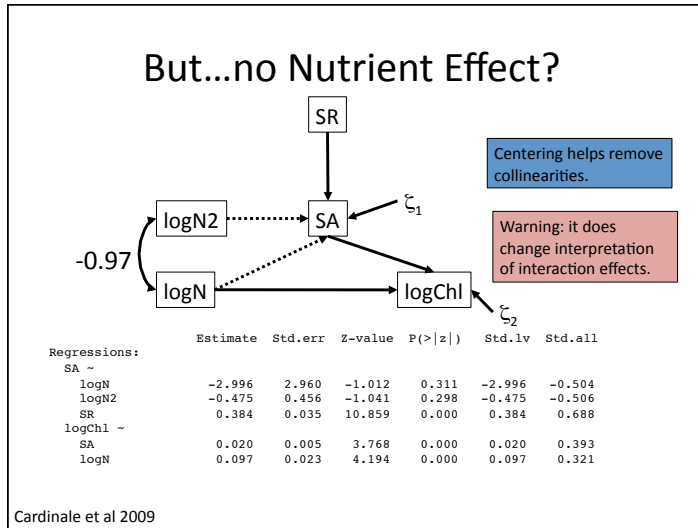 But...no Nutrient Effect?
SR
Centering helps remove
collinearities.
logN2
SA
ζ1
Warning: it does
change interpretation
of interaction effects.
-0.97
logN
logChl
ζ2
Estimate Std.err Z-value P(>|z|) Std.lv Std.all
Regressions:
SA ~
logN -2.996 2.960 -1.012 0.311 -2.996 -0.504
logN2 -0.475 0.456 -1.041 0.298 -0.475 -0.506
SR 0.384 0.035 10.859 0.000 0.384 0.688
logChl ~
SA 0.020 0.005 3.768 0.000 0.020 0.393
logN 0.097 0.023 4.194 0.000 0.097 0.321
Cardinale et al 2009